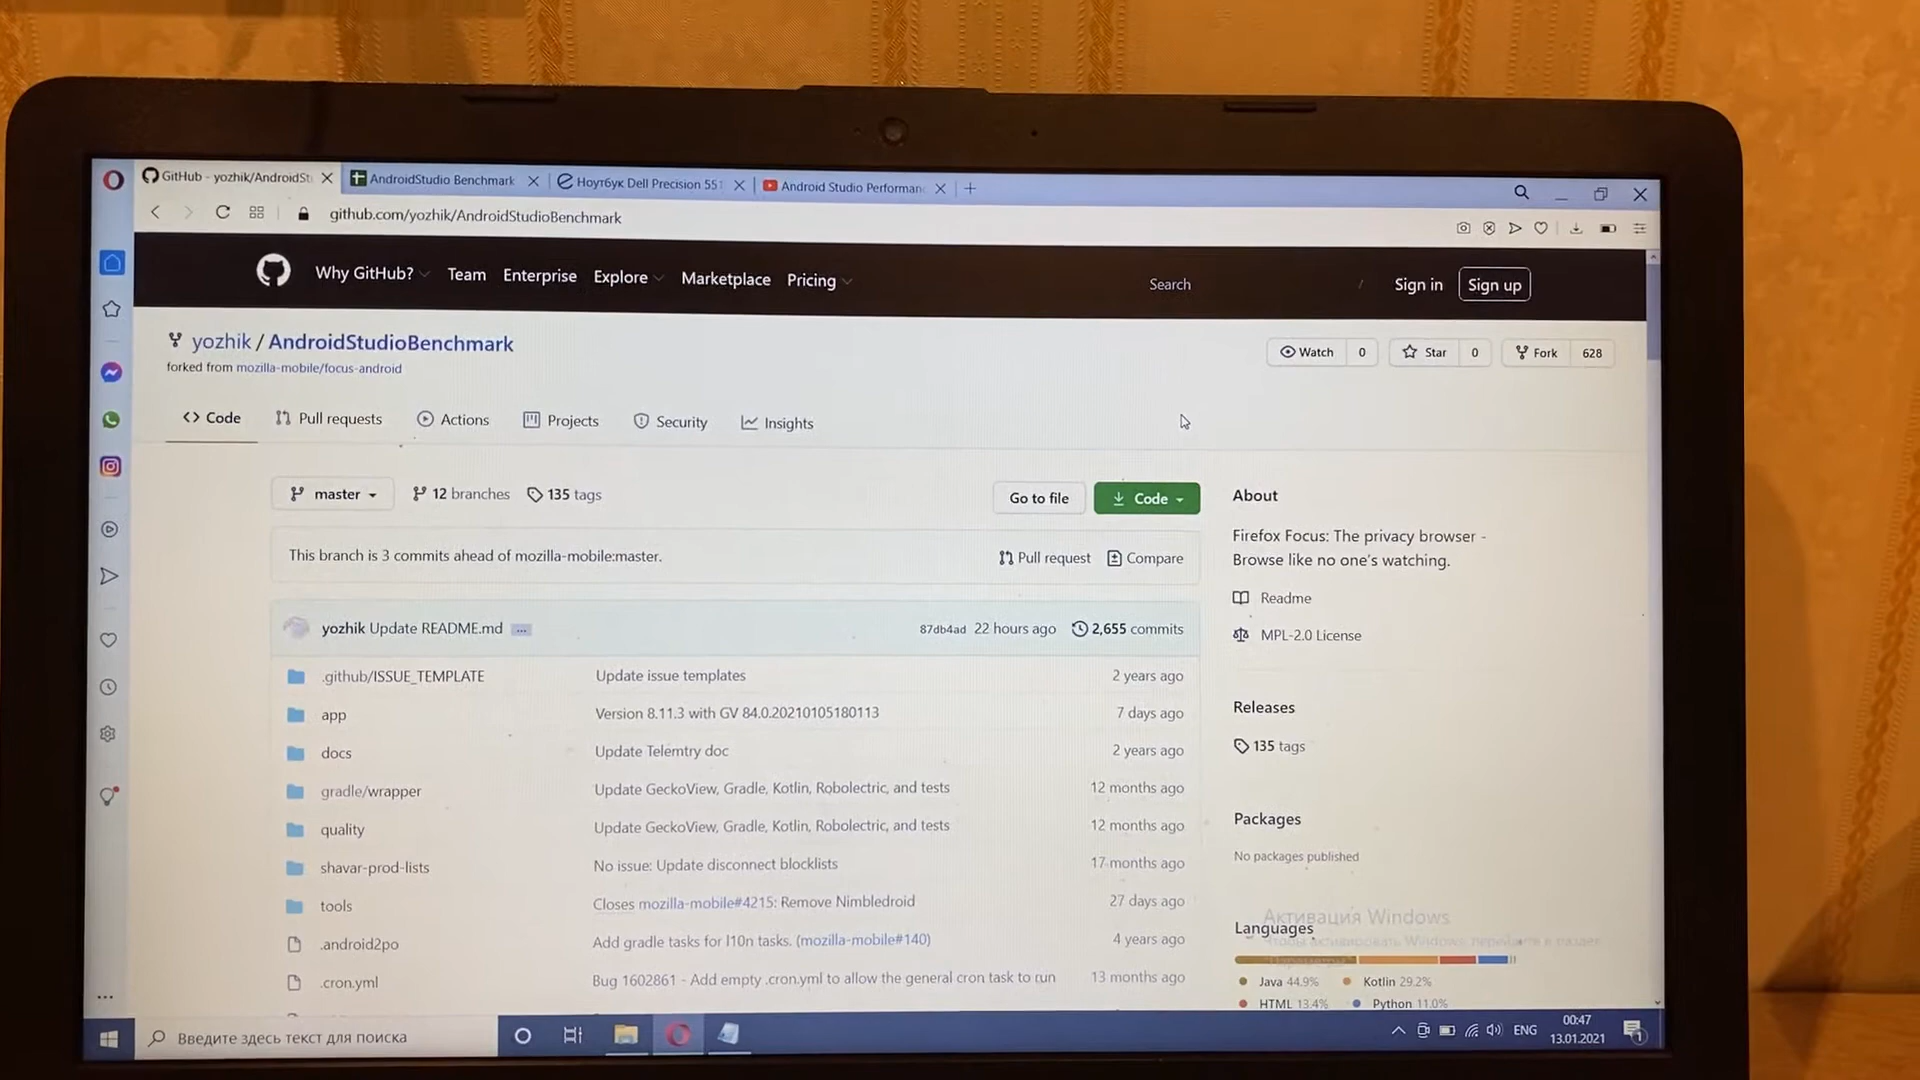 GitHub - yozhik/AndroidSt
AndroidStudio Benchmark
Ноутбук Dell Precision 55
Android Studio Performan
github.com/yozhik/AndroidStudioBenchmark
Why GitHub? Team Enterprise Explore Marketplace Pricing
Search /
Sign in Sign up
yozhik / AndroidStudioBenchmark
forked from mozilla-mobile/focus-android
Watch 0 Star 0 Fork 628
Code Pull requests Actions Projects Security Insights
master 12 branches 135 tags
Go to file Code
This branch is 3 commits ahead of mozilla-mobile:master.
Pull request Compare
yozhik Update README.md ... 87db4ad 22 hours ago 2,655 commits
.github/ISSUE_TEMPLATE Update issue templates 2 years ago
app Version 8.11.3 with GV 84.0.20210105180113 7 days ago
docs Update Telemtry doc 2 years ago
gradle/wrapper Update GeckoView, Gradle, Kotlin, Robolectric, and tests 12 months ago
quality Update GeckoView, Gradle, Kotlin, Robolectric, and tests 12 months ago
shavar-prod-lists No issue: Update disconnect blocklists 17 months ago
tools Closes mozilla-mobile#4215: Remove Nimbledroid 27 days ago
.android2po Add gradle tasks for l10n tasks. (mozilla-mobile#140) 4 years ago
.cron.yml Bug 1602861 - Add empty .cron.yml to allow the general cron task to run 13 months ago
About
Firefox Focus: The privacy browser -
Browse like no one's watching.
Readme
MPL-2.0 License
Releases
135 tags
Packages
No packages published
Активация Windows
Languages
Чтобы активировать Windows, перейдите в раздел
"Параметры".
Java 44.9% Kotlin 29.2%
HTML 13.4% Python 11.0%
Введите здесь текст для поиска
ENG
00:47
13.01.2021
1